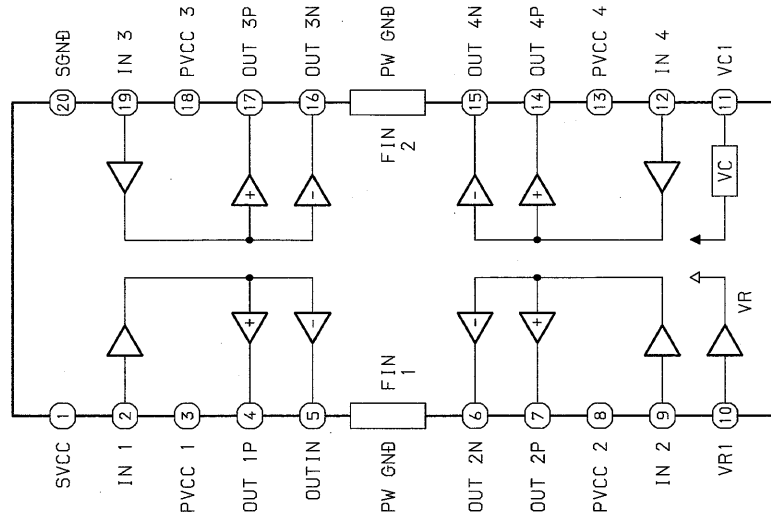 SGND
IN 3
PVCC 3
OUT 3P
OUT 3N
PW GND
OUT 4N
OUT 4P
PVCC 4
IN 4
VC1
20
19
18
17
16
15
14
13
12
11
FIN 2
VC
+
-
-
+
+
-
-
+
VR
FIN 1
1
2
3
4
5
6
7
8
9
10
SVCC
IN 1
PVCC 1
OUT 1P
OUT1N
PW GND
OUT 2N
OUT 2P
PVCC 2
IN 2
VR1